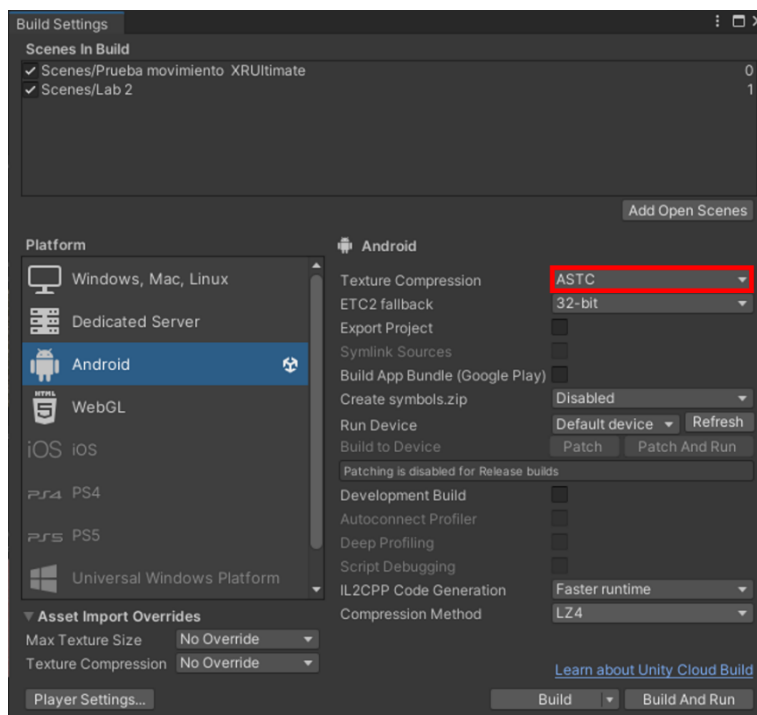 Build Settings
Scenes In Build
Scenes/Prueba movimiento XRUltimate 0
Scenes/Lab 2 1
Add Open Scenes
Platform
Windows, Mac, Linux
Dedicated Server
Android
HTML 5 WebGL
iOS iOS
PS4 PS4
PS5 PS5
Universal Windows Platform
Asset Import Overrides
Max Texture Size No Override
Texture Compression No Override
Player Settings...
Android
Texture Compression ASTC
ETC2 fallback 32-bit
Export Project
Symlink Sources
Build App Bundle (Google Play)
Create symbols.zip Disabled
Run Device Default device Refresh
Build to Device Patch Patch And Run
Patching is disabled for Release builds
Development Build
Autoconnect Profiler
Deep Profiling
Script Debugging
IL2CPP Code Generation Faster runtime
Compression Method LZ4
Learn about Unity Cloud Build
Build Build And Run